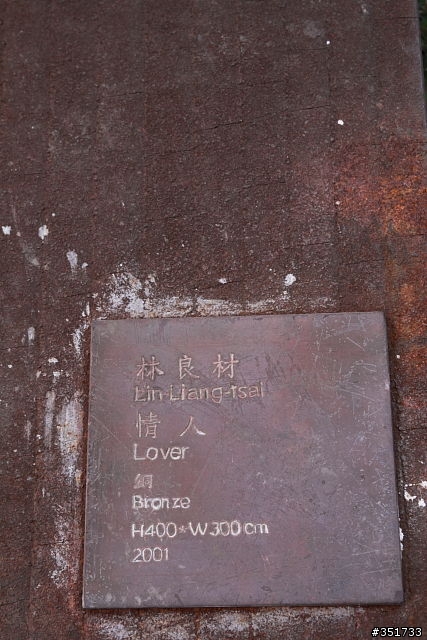 林良材
Lin-Liang-tsai
情人
Lover
銅
Bronze
H400*W300cm
2001
#351733